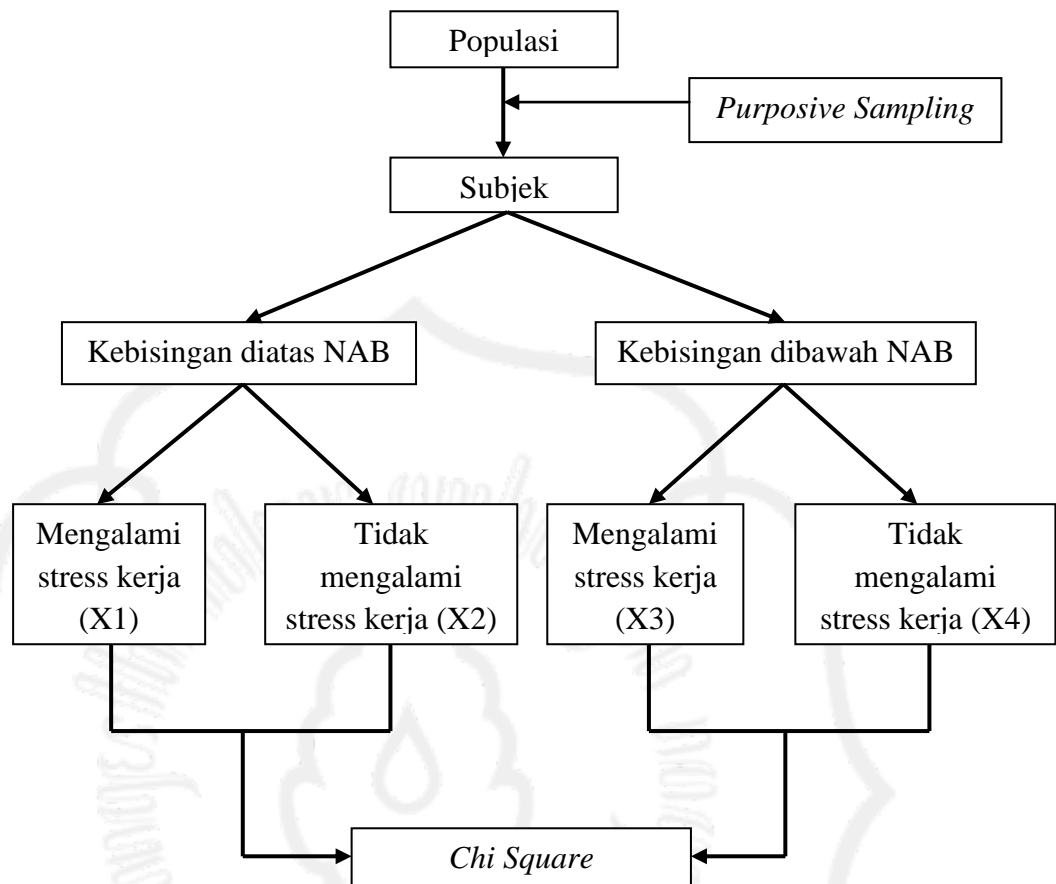 Populasi
Purposive Sampling
Subjek
Kebisingan diatas NAB
Kebisingan dibawah NAB
Mengalami
stress kerja
(X1)
Tidak
mengalami
stress kerja (X2)
Mengalami
stress kerja
(X3)
Tidak
mengalami
stress kerja (X4)
Chi Square